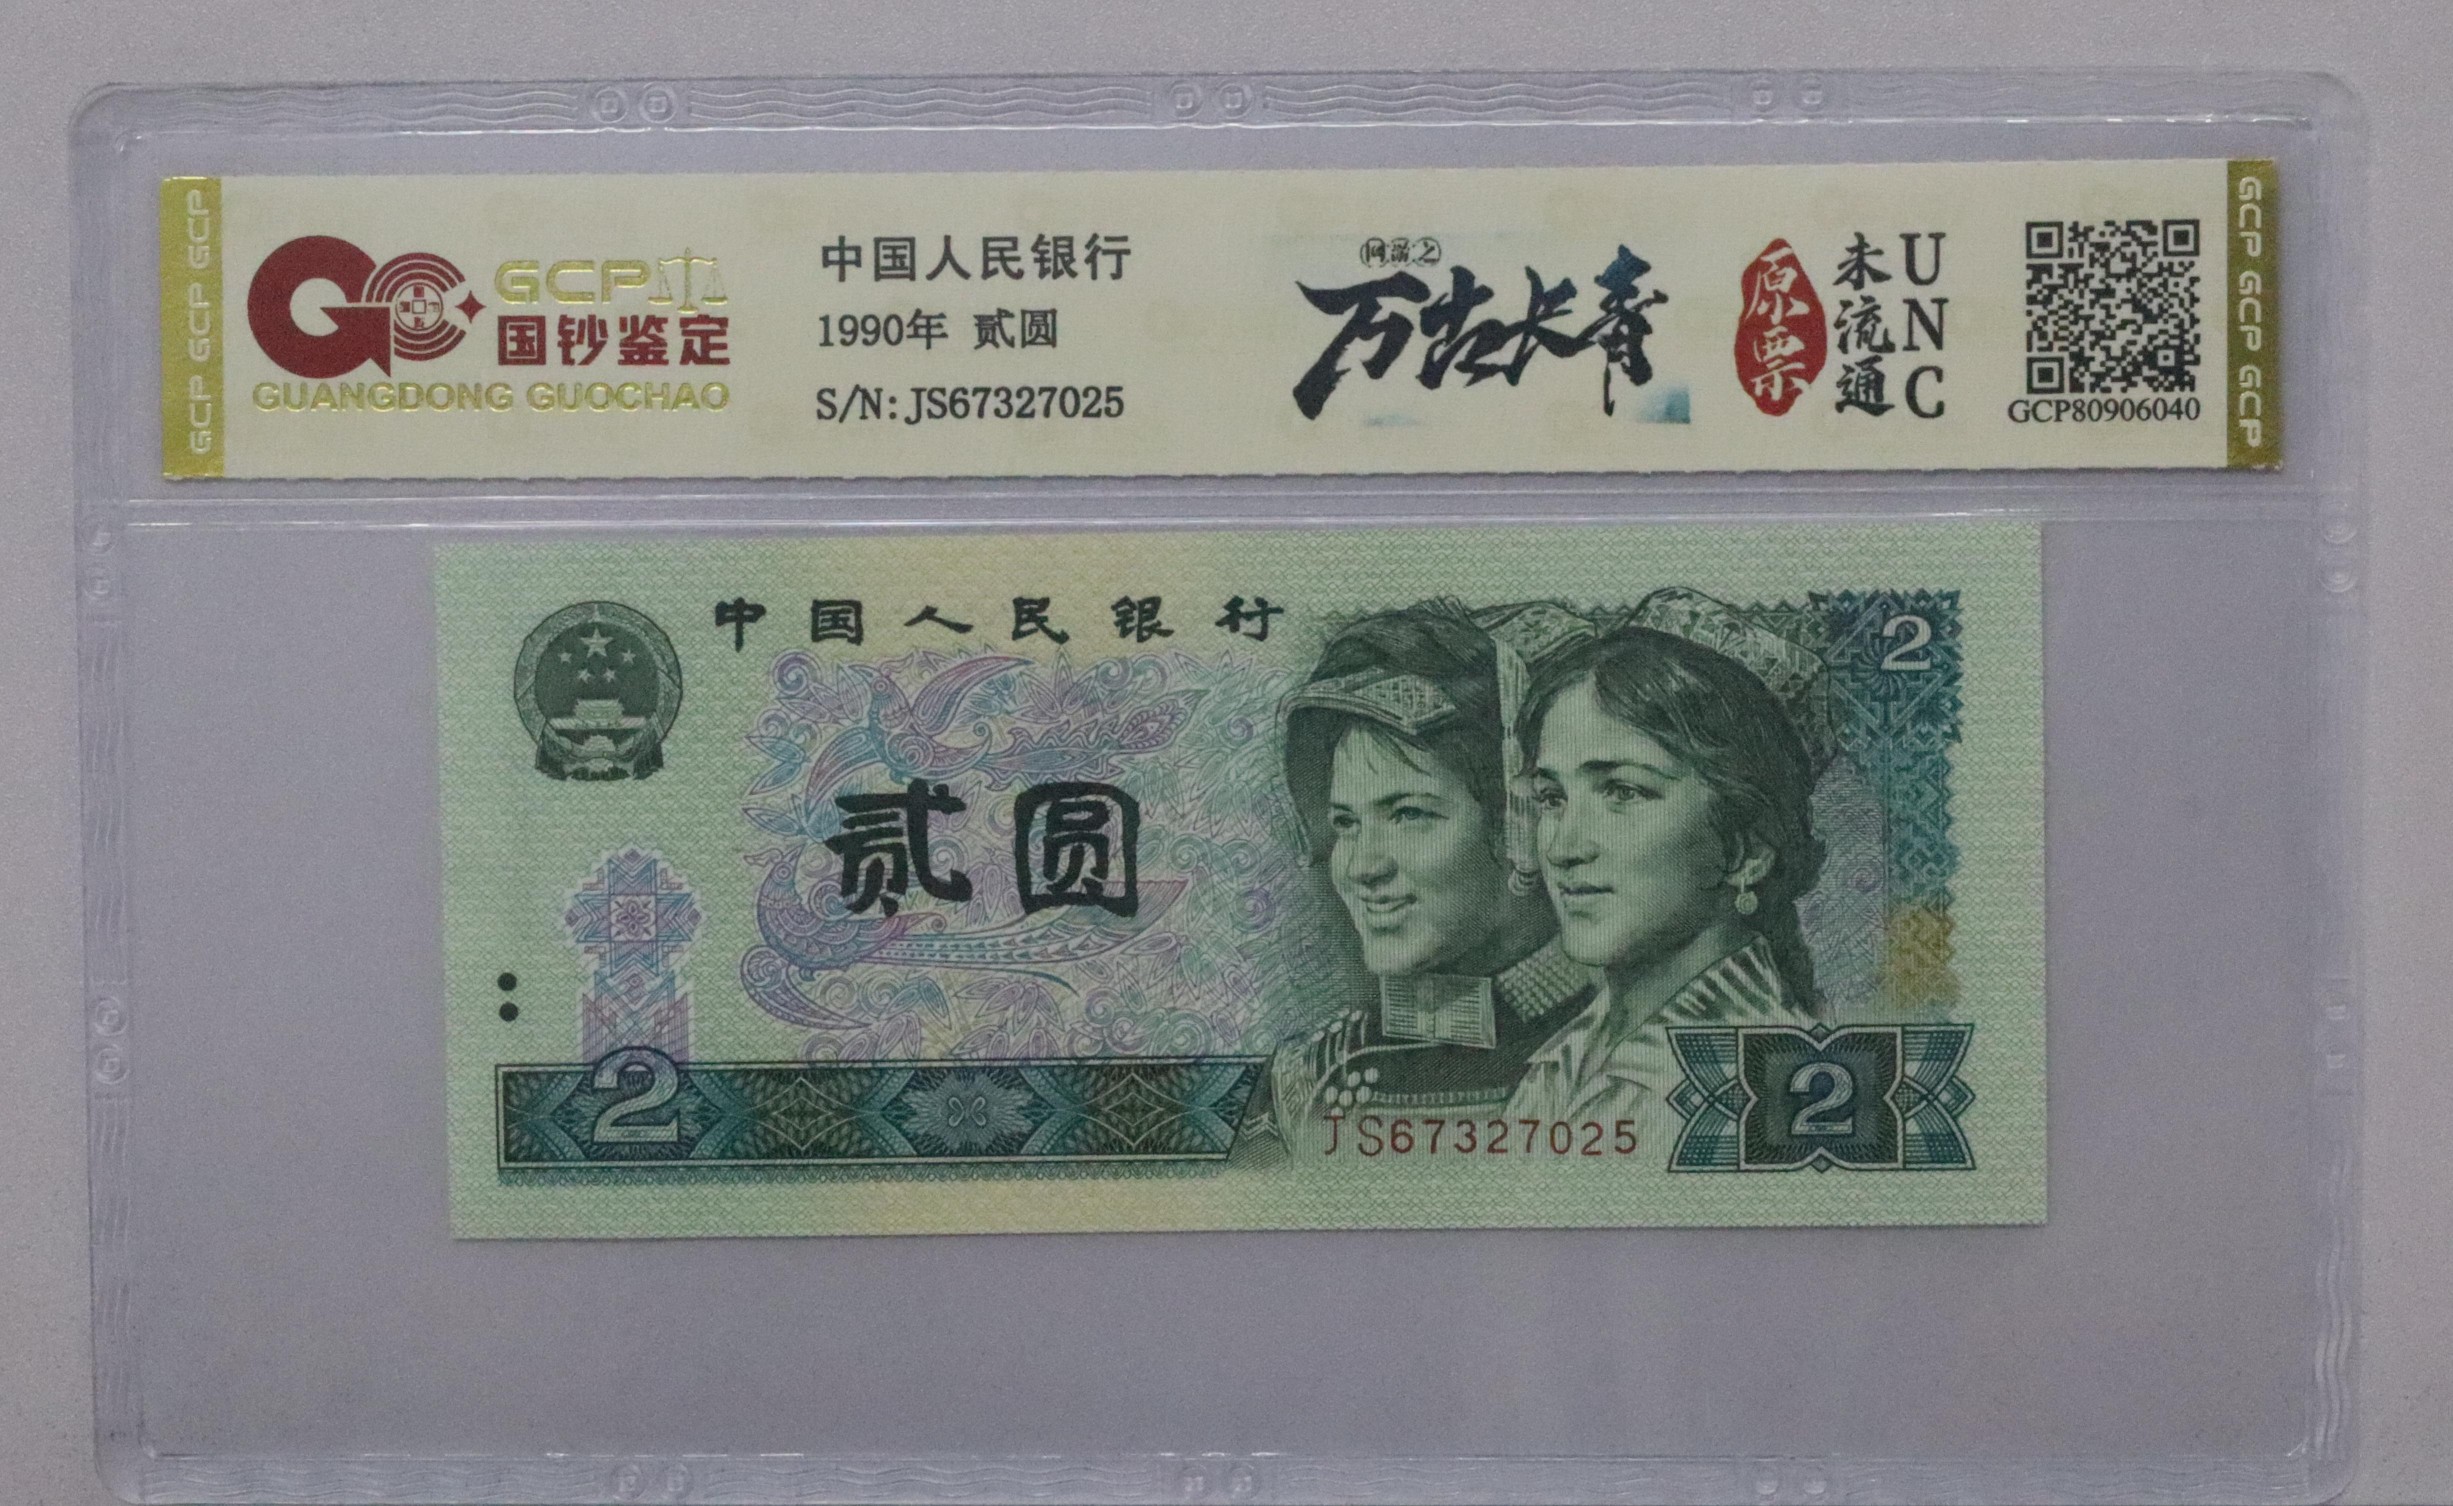 GCP GCP GCP
GCP
国钞鉴定
GUANGDONG GUOCHAO
中国人民银行
1990年 贰圆
S/N: JS67327025
万古长青
原票
未流通
UNC
GCP80906040
GCP GCP GCP
中国人民银行
2
贰圆
2
JS67327025
2